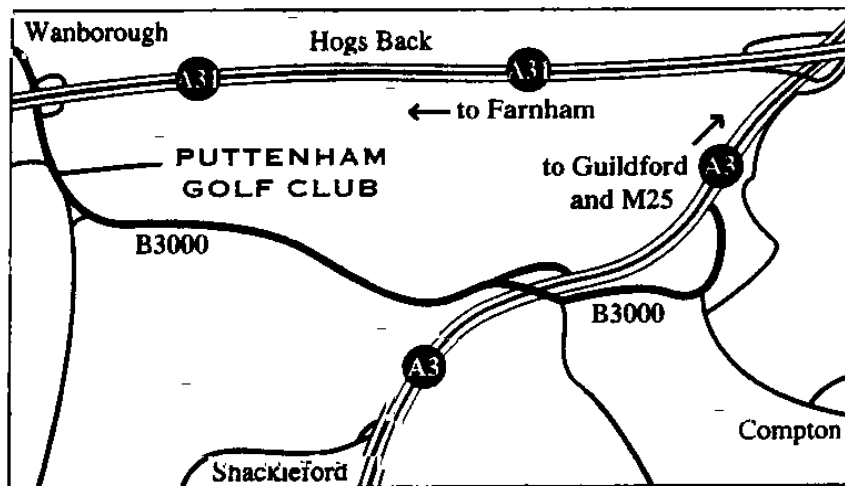 Wanborough
Hogs Back
A31
A31
← to Farnham
PUTTENHAM
GOLF CLUB
to Guildford
and M25
A3
B3000
B3000
A3
Compton
Shackleford